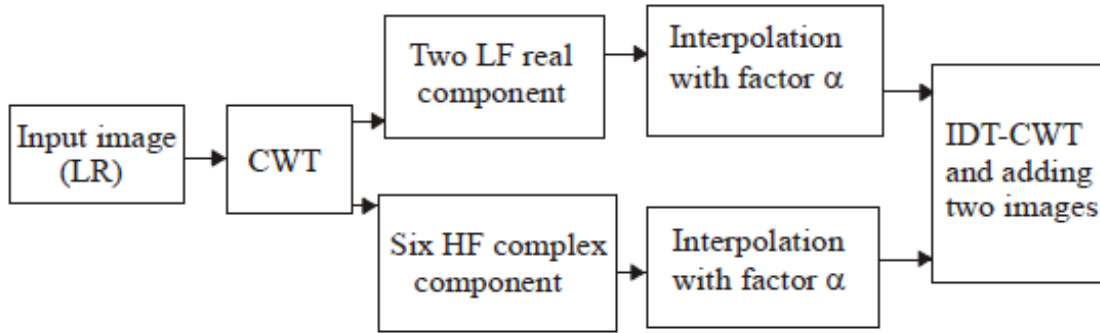 Input image
(LR)
CWT
Two LF real
component
Interpolation
with factor α
Six HF complex
component
Interpolation
with factor α
IDT-CWT
and adding
two images